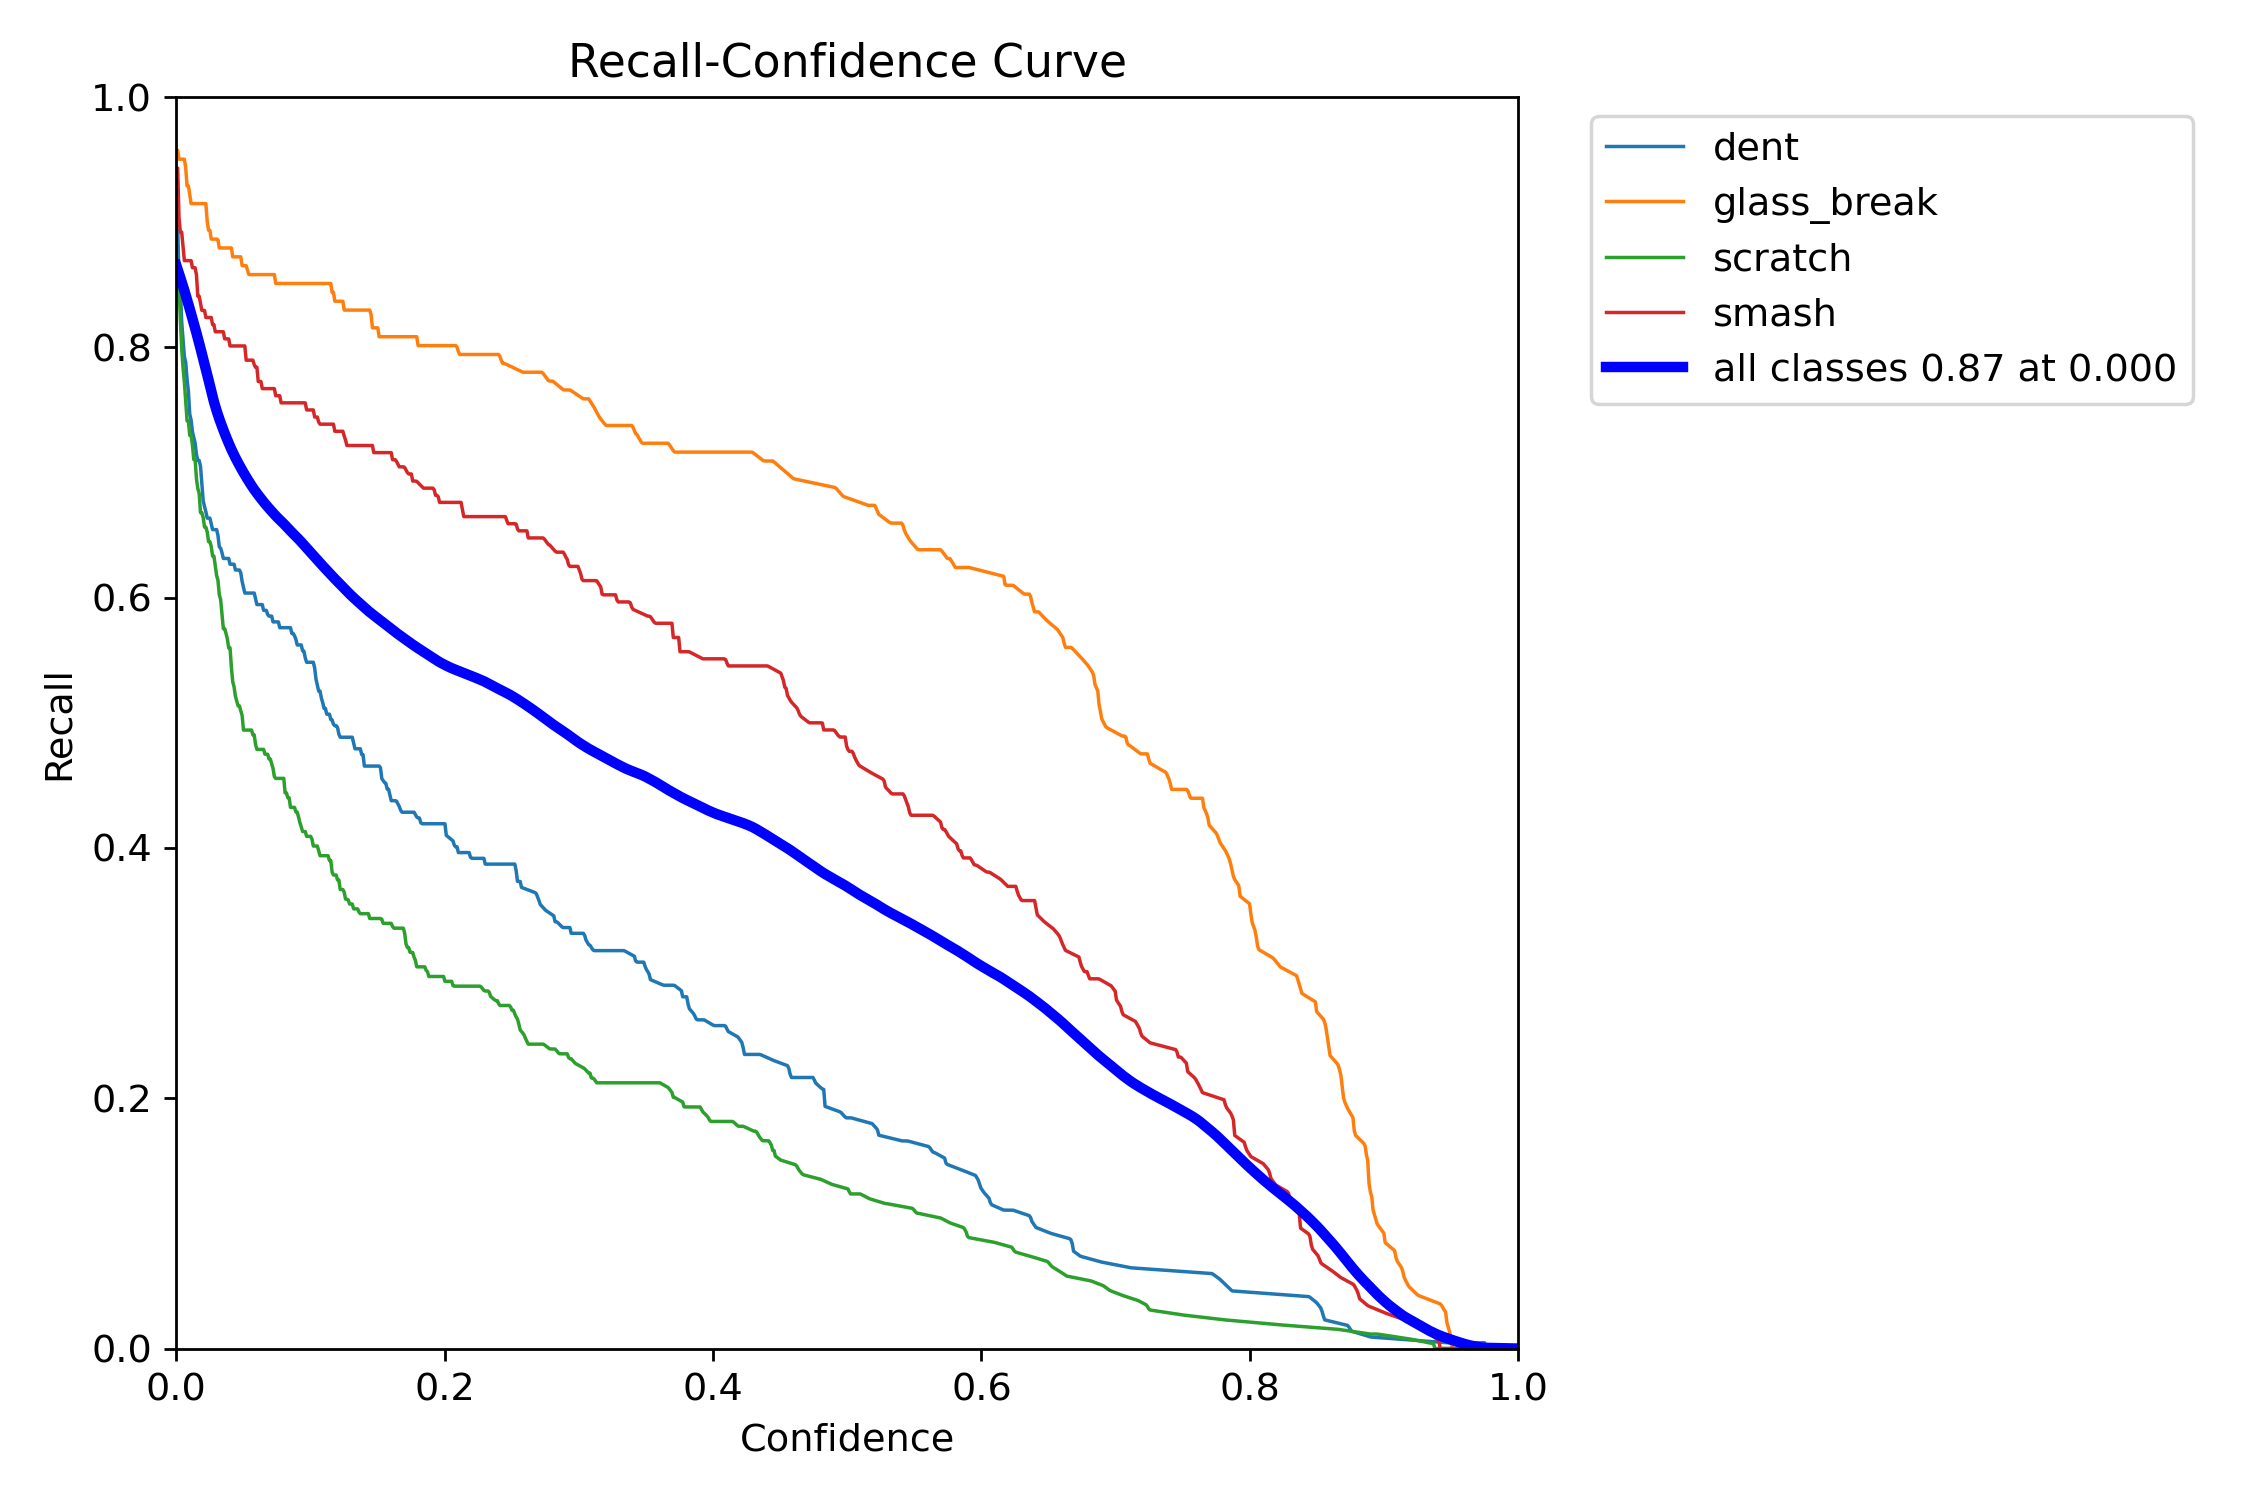 Recall-Confidence Curve
1.0
0.8
0.6
0.4
0.2
0.0
Recall
0.0 0.2 0.4 0.6 0.8 1.0
Confidence
dent
glass_break
scratch
smash
all classes 0.87 at 0.000